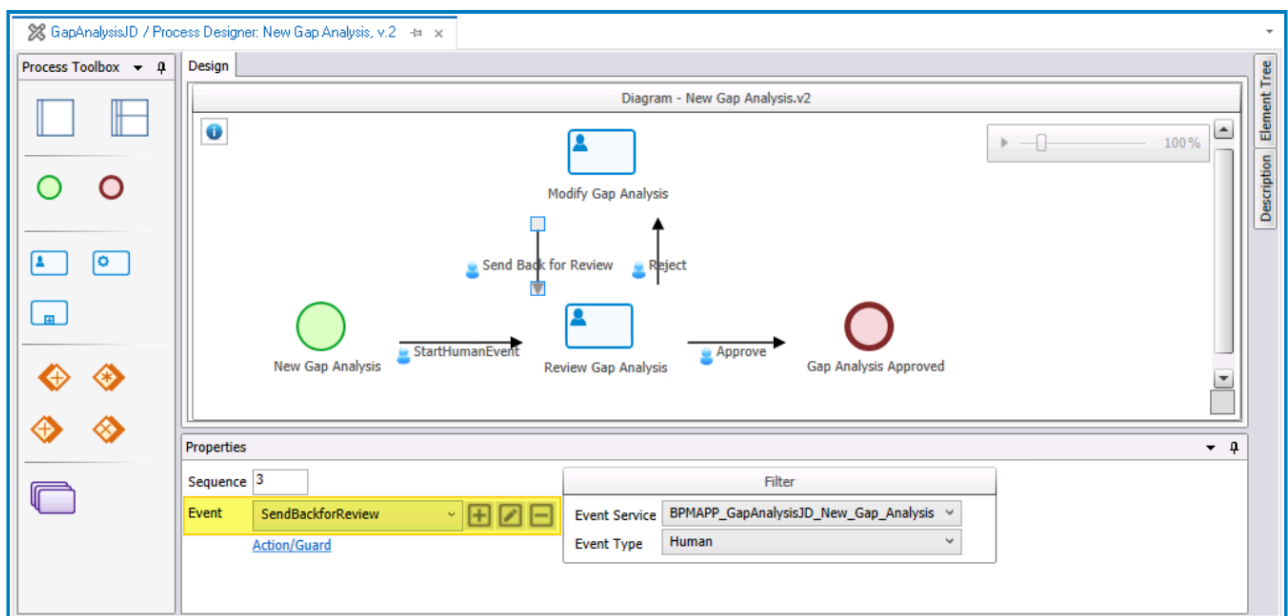 GapAnalysisJD / Process Designer: New Gap Analysis, v.2
Process Toolbox
Design
Diagram - New Gap Analysis.v2
100 %
Element Tree
Description
Modify Gap Analysis
Send Back for Review
Reject
New Gap Analysis
StartHumanEvent
Review Gap Analysis
Approve
Gap Analysis Approved
Properties
Sequence 3
Filter
Event SendBackforReview
Event Service BPMAPP_GapAnalysisJD_New_Gap_Analysis
Action/Guard
Event Type Human